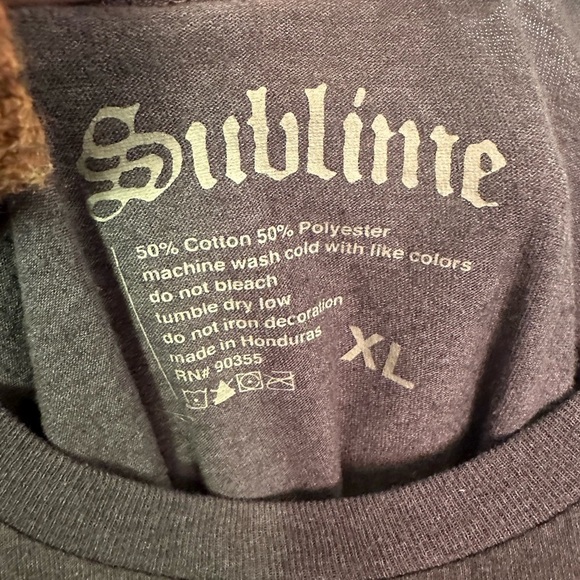 Sublime
50% Cotton 50% Polyester
machine wash cold with like colors
do not bleach
tumble dry low
do not iron decoration
made in Honduras
RN# 90355
XL